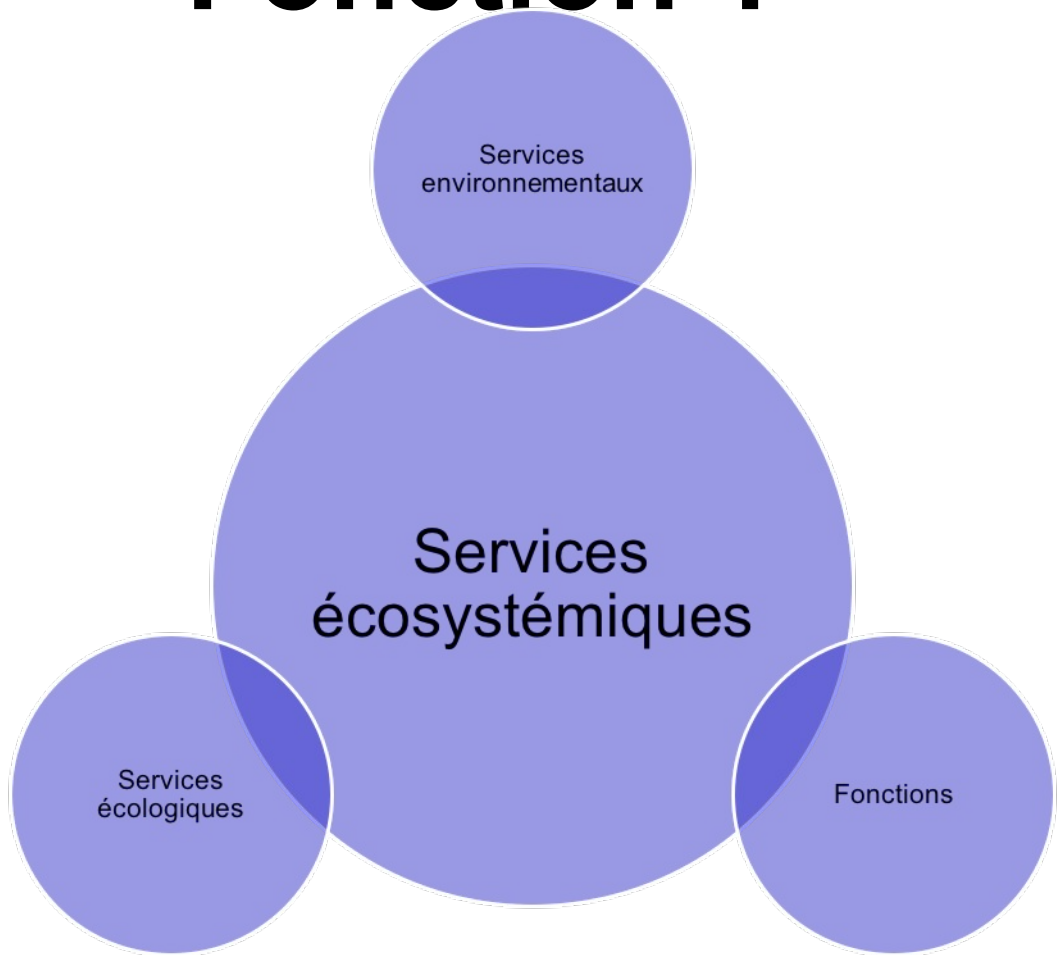 Services
environnementaux
Services
écosystémiques
Services
écologiques
Fonctions